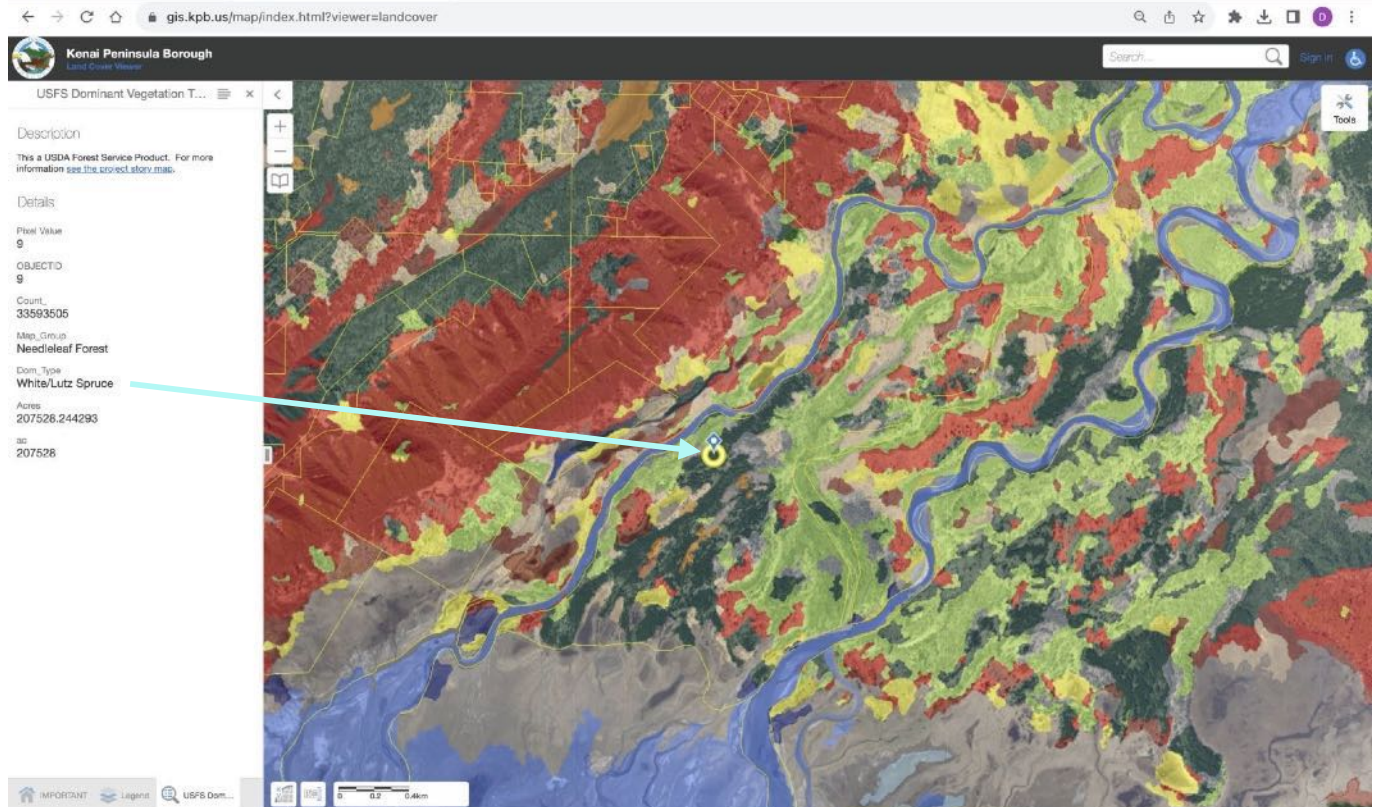 gis.kpb.us/map/index.html?viewer=landcover
D
Kenai Peninsula Borough
Land Cover Viewer
Search...
Sign in
USFS Dominant Vegetation T...
Tools
Description
This a USDA Forest Service Product. For more
information see the project story map.
Details
Pixel Value
9
OBJECTID
9
Count_
33593505
Map_Group
Needleleaf Forest
Dom_Type
White/Lutz Spruce
Acres
207528.244293
ac
207528
IMPORTANT
Legend
USFS Dom...
0 0.2 0.4km